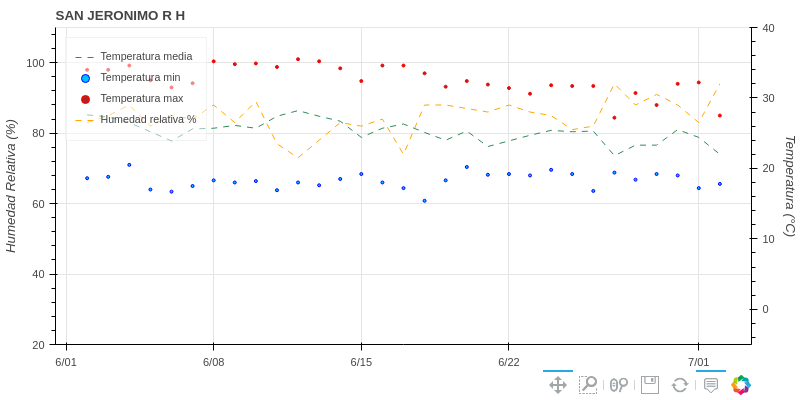 SAN JERONIMO R H
Temperatura media
Temperatura min
Temperatura max
Humedad relativa %
Humedad Relativa (%)
100
80
60
40
20
Temperatura (°C)
40
30
20
10
0
6/01
6/08
6/15
6/22
7/01